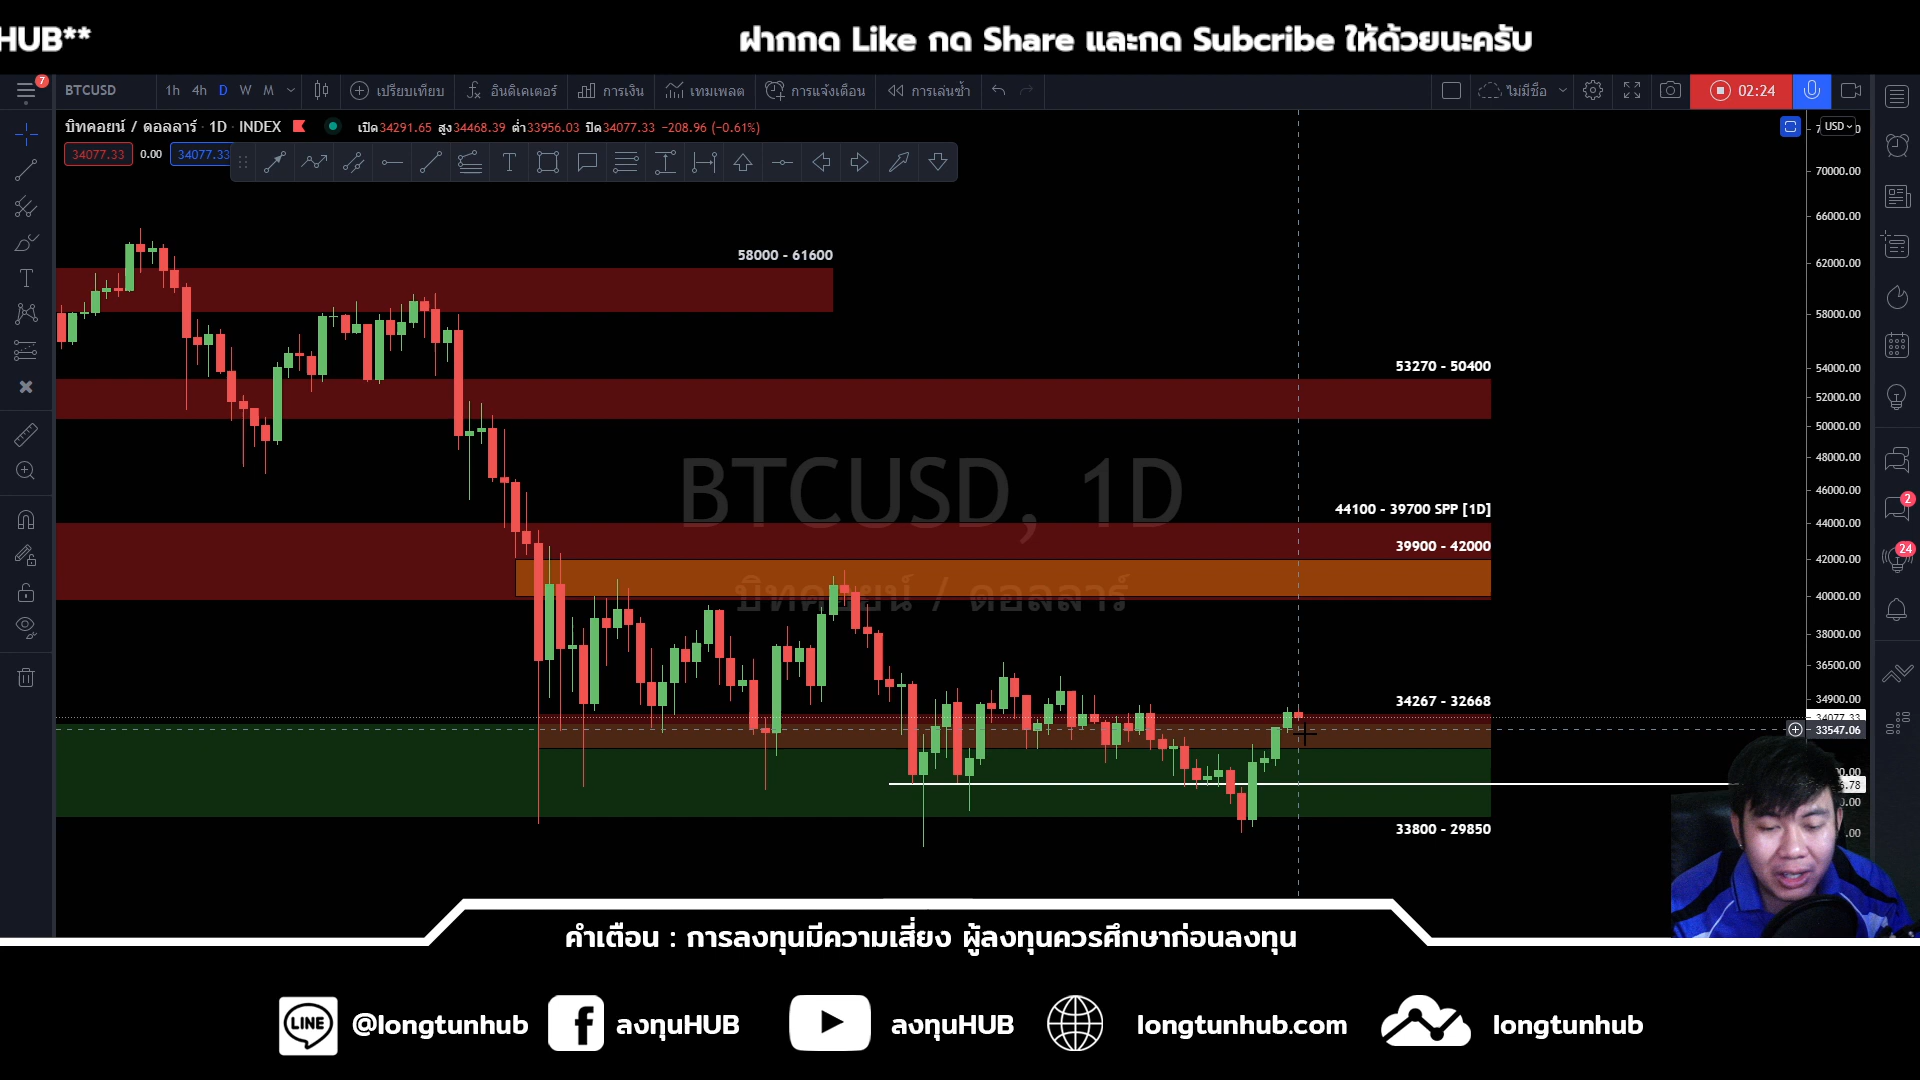 HUB**
ฝากกด Like กด Share และกด Subcribe ให้ด้วยนะครับ
7
BTCUSD
1h 4h D W M
เปรียบเทียบ
อินดิเคเตอร์
การเงิน
เทมเพลต
การแจ้งเตือน
การเล่นซ้ำ
ไม่มีชื่อ
02:24
บิทคอยน์ / ดอลลาร์ · 1D · INDEX
เปิด34291.65 สูง34468.39 ต่ำ33956.03 ปิด34077.33 −208.96 (−0.61%)
34077.33
0.00
34077.33
USD
70000.00
66000.00
62000.00
58000.00
54000.00
52000.00
50000.00
48000.00
46000.00
44000.00
42000.00
40000.00
38000.00
36500.00
34900.00
33547.06
58000 - 61600
53270 - 50400
44100 - 39700 SPP [1D]
39900 - 42000
34267 - 32668
33800 - 29850
BTCUSD, 1D
บิทคอยน์ / ดอลลาร์
2
24
คำเตือน : การลงทุนมีความเสี่ยง ผู้ลงทุนควรศึกษาก่อนลงทุน
LINE
@longtunhub
ลงทุนHUB
ลงทุนHUB
longtunhub.com
longtunhub